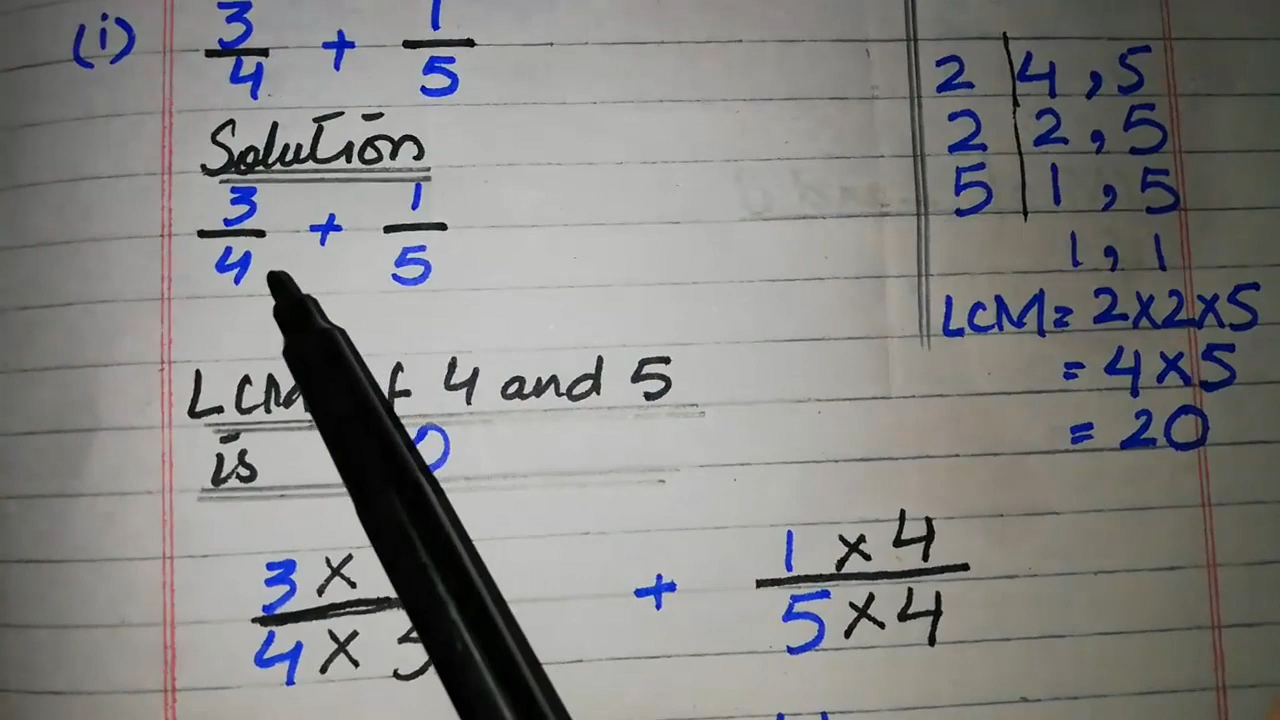 (i) 3/4 + 1/5
Solution
3/4 + 1/5
4 and 5
is
3 × / 4 × + 1 × 4 / 5 × 4
2 | 4 , 5
2 | 2 , 5
5 | 1 , 5
1 , 1
LCM = 2×2×5
= 4×5
= 20